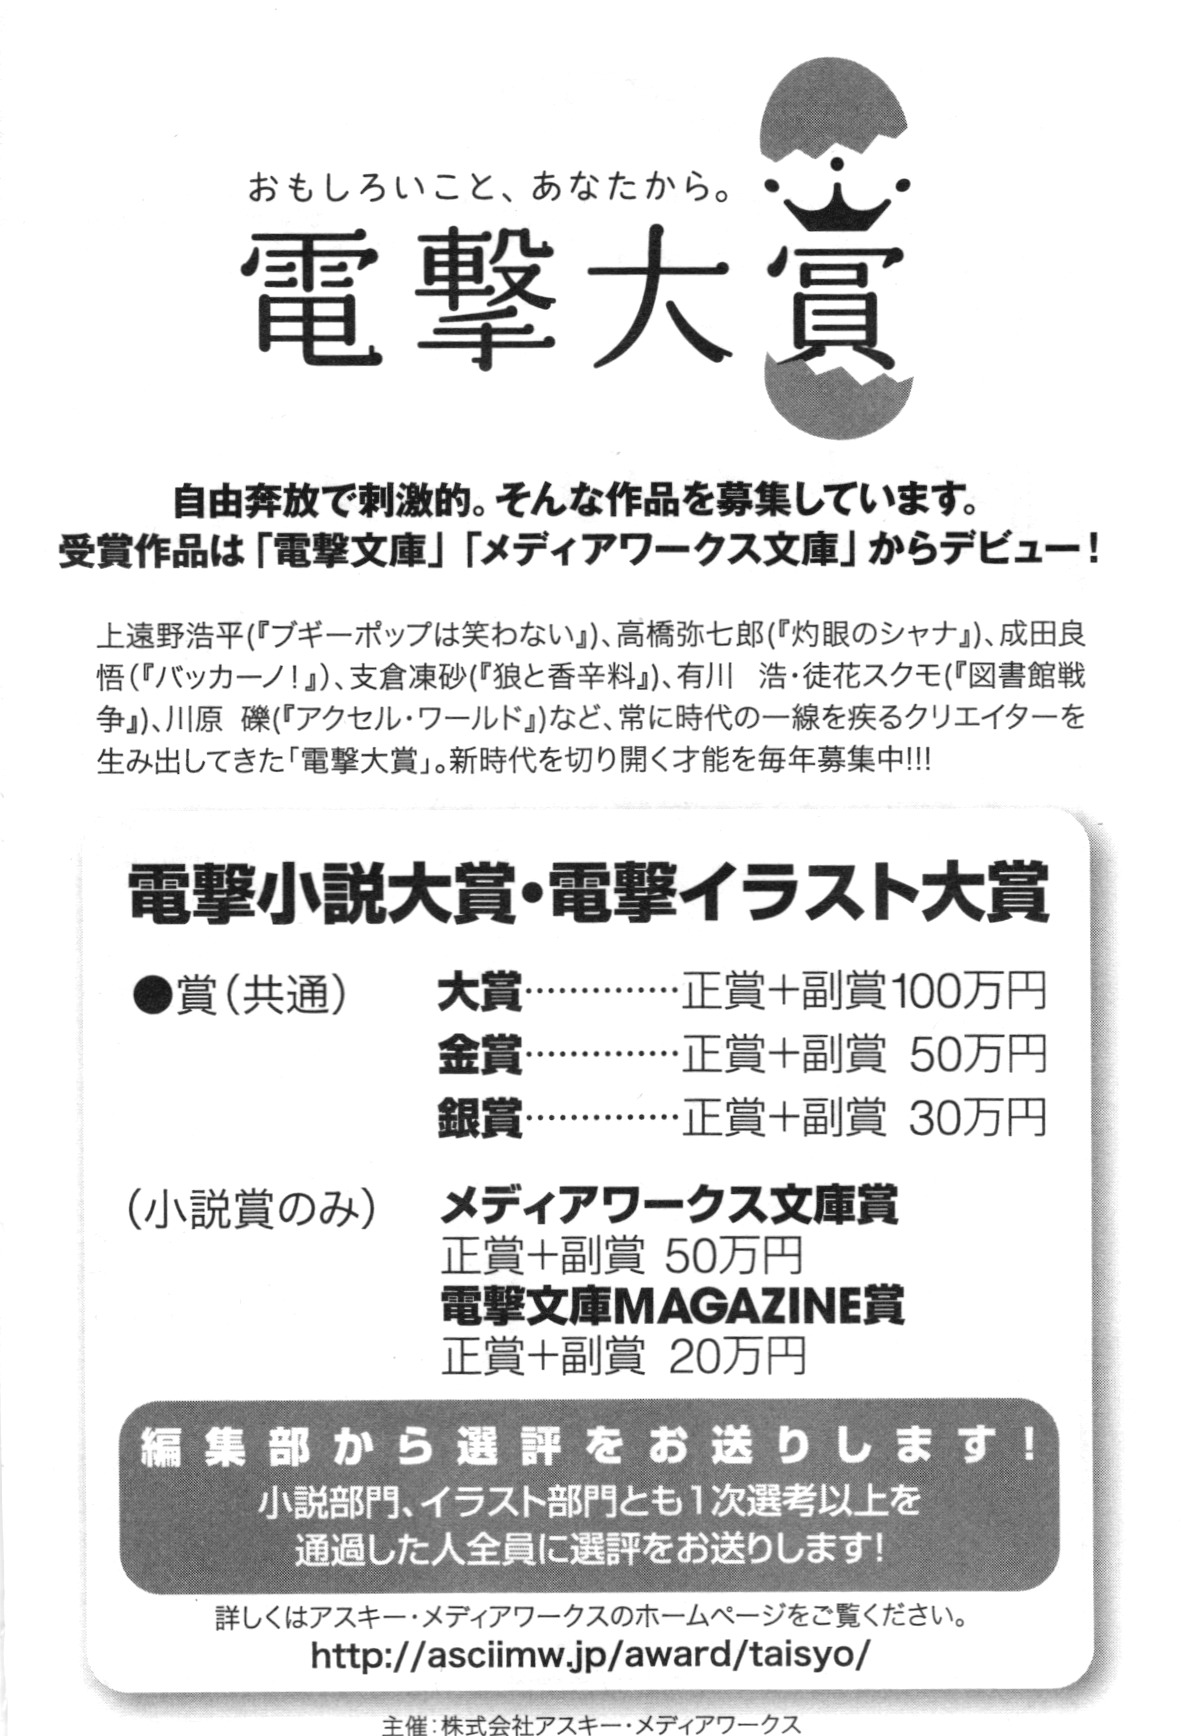 おもしろいこと、あなたから。
電撃大賞
自由奔放で刺激的。そんな作品を募集しています。
受賞作品は「電撃文庫」「メディアワークス文庫」からデビュー！
上遠野浩平(『ブギーポップは笑わない』)、高橋弥七郎(『灼眼のシャナ』)、成田良
悟(『バッカーノ！』)、支倉凍砂(『狼と香辛料』)、有川　浩・徒花スクモ(『図書館戦
争』)、川原　礫(『アクセル・ワールド』)など、常に時代の一線を疾るクリエイターを
生み出してきた「電撃大賞」。新時代を切り開く才能を毎年募集中!!!
電撃小説大賞・電撃イラスト大賞
●賞（共通）　大賺…………… 正賞＋副賞100万円
金賞……………正賞＋副賞 50万円
銀賞……………正賞＋副賞 30万円
（小説賞のみ）　メディアワークス文庫賞
正賞＋副賞 50万円
電撃文庫MAGAZINE賞
正賞＋副賞 20万円
編集部から選評をお送りします！
小説部門、イラスト部門とも1次選考以上を
通過した人全員に選評をお送りします!
詳しくはアスキー・メディアワークスのホームページをご覧ください。
http://asciimw.jp/award/taisyo/
主催：株式会社アスキー・メディアワークス